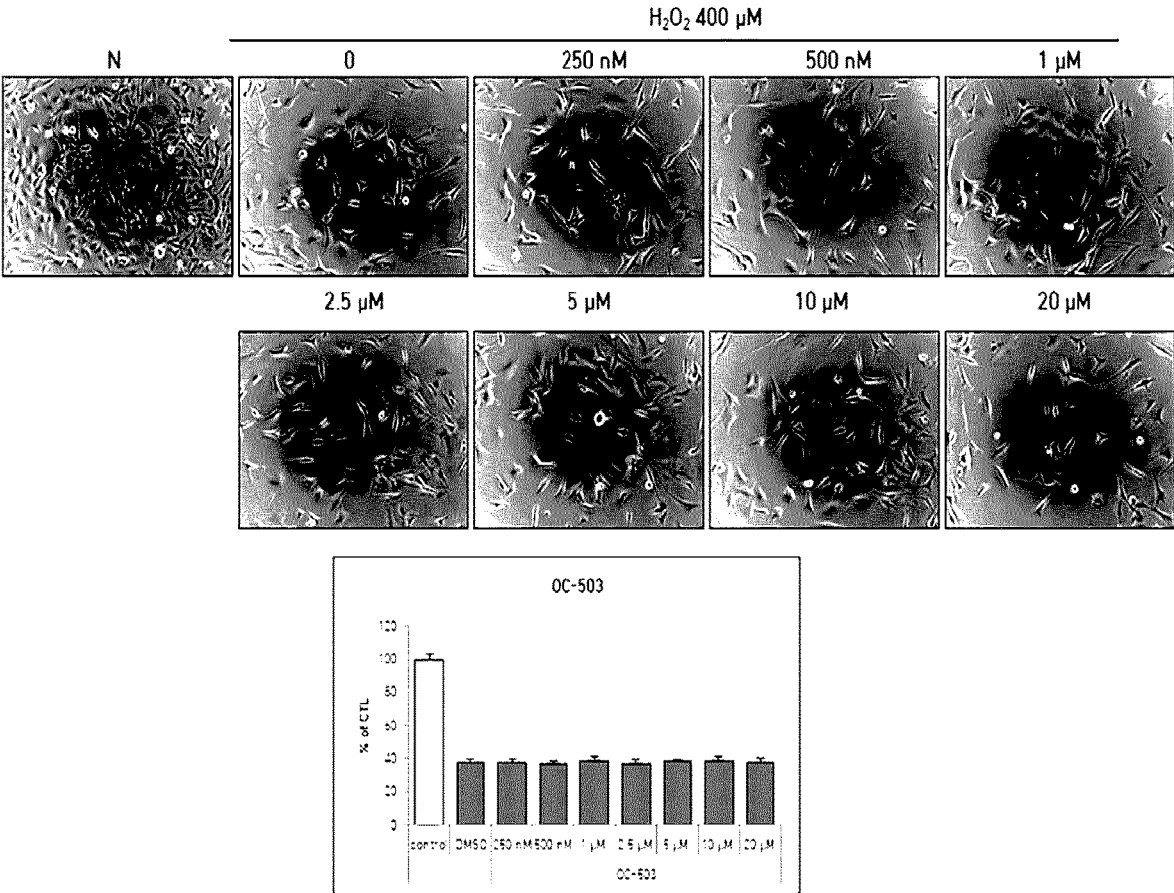 H₂O₂ 400 µM
N 0 250 nM 500 nM 1 µM
2.5 µM 5 µM 10 µM 20 µM
OC-503
120
100
80
60
40
20
0
% of CTL
control DMSO 250 nM 500 nM 1 µM 2.5 µM 5 µM 10 µM 20 µM
OC-503